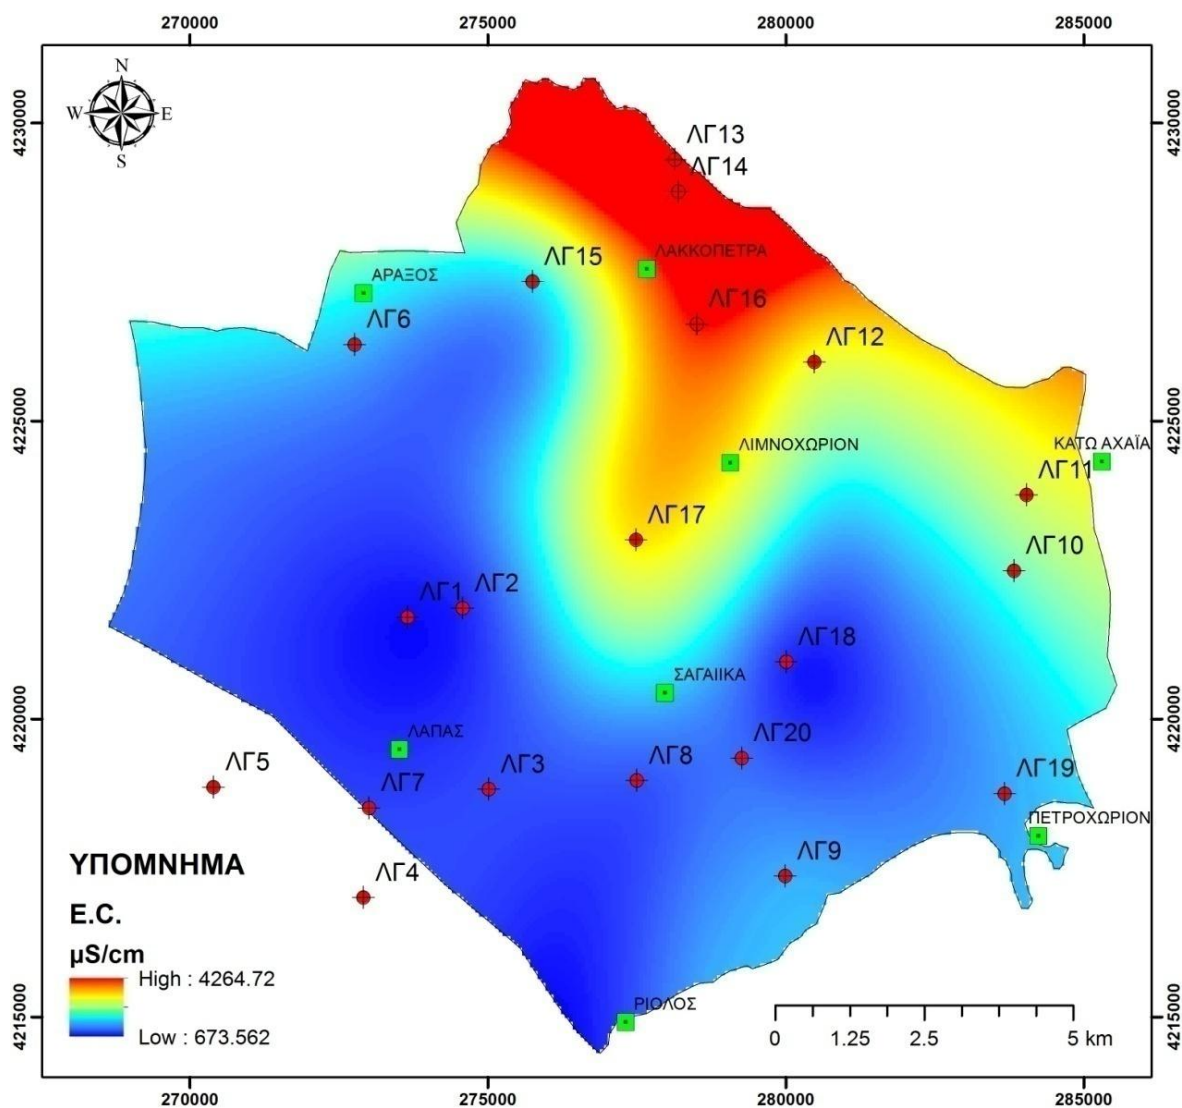 270000
275000
280000
285000
4230000
4230000
N
W
E
S
ΛΓ13
ΛΓ14
ΛΓ15
ΛΑΚΚΟΠΕΤΡΑ
ΑΡΑΞΟΣ
ΛΓ6
ΛΓ16
ΛΓ12
4225000
4225000
ΛΙΜΝΟΧΩΡΙΟΝ
ΚΑΤΩ ΑΧΑΪΑ
ΛΓ11
ΛΓ17
ΛΓ10
ΛΓ1
ΛΓ2
ΛΓ18
ΣΑΓΑΙΙΚΑ
4220000
4220000
ΛΑΠΑΣ
ΛΓ20
ΛΓ5
ΛΓ7
ΛΓ3
ΛΓ8
ΛΓ19
ΠΕΤΡΟΧΩΡΙΟΝ
ΛΓ4
ΛΓ9
ΥΠΟΜΝΗΜΑ
E.C.
μS/cm
High : 4264.72
Low : 673.562
ΡΙΟΛΟΣ
4215000
4215000
0 1.25 2.5 5 km
270000
275000
280000
285000